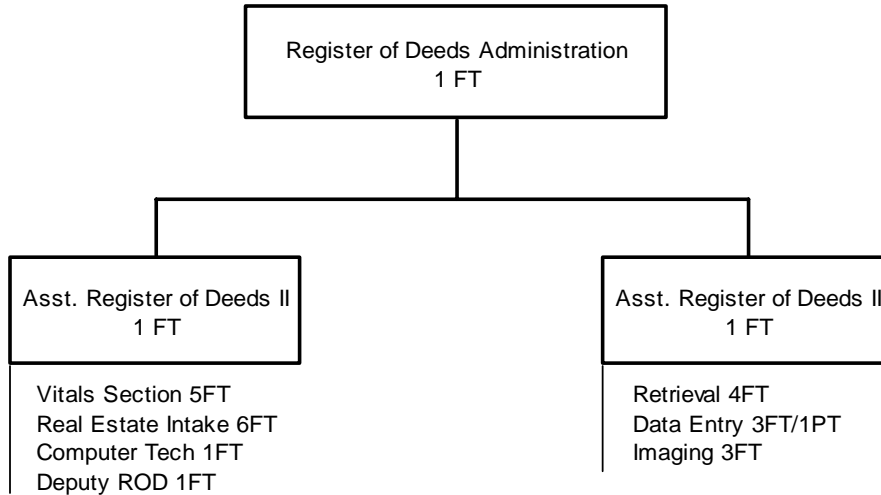 Register of Deeds Administration
1 FT
Asst. Register of Deeds II
1 FT
Vitals Section 5FT
Real Estate Intake 6FT
Computer Tech 1FT
Deputy ROD 1FT
Asst. Register of Deeds II
1 FT
Retrieval 4FT
Data Entry 3FT/1PT
Imaging 3FT